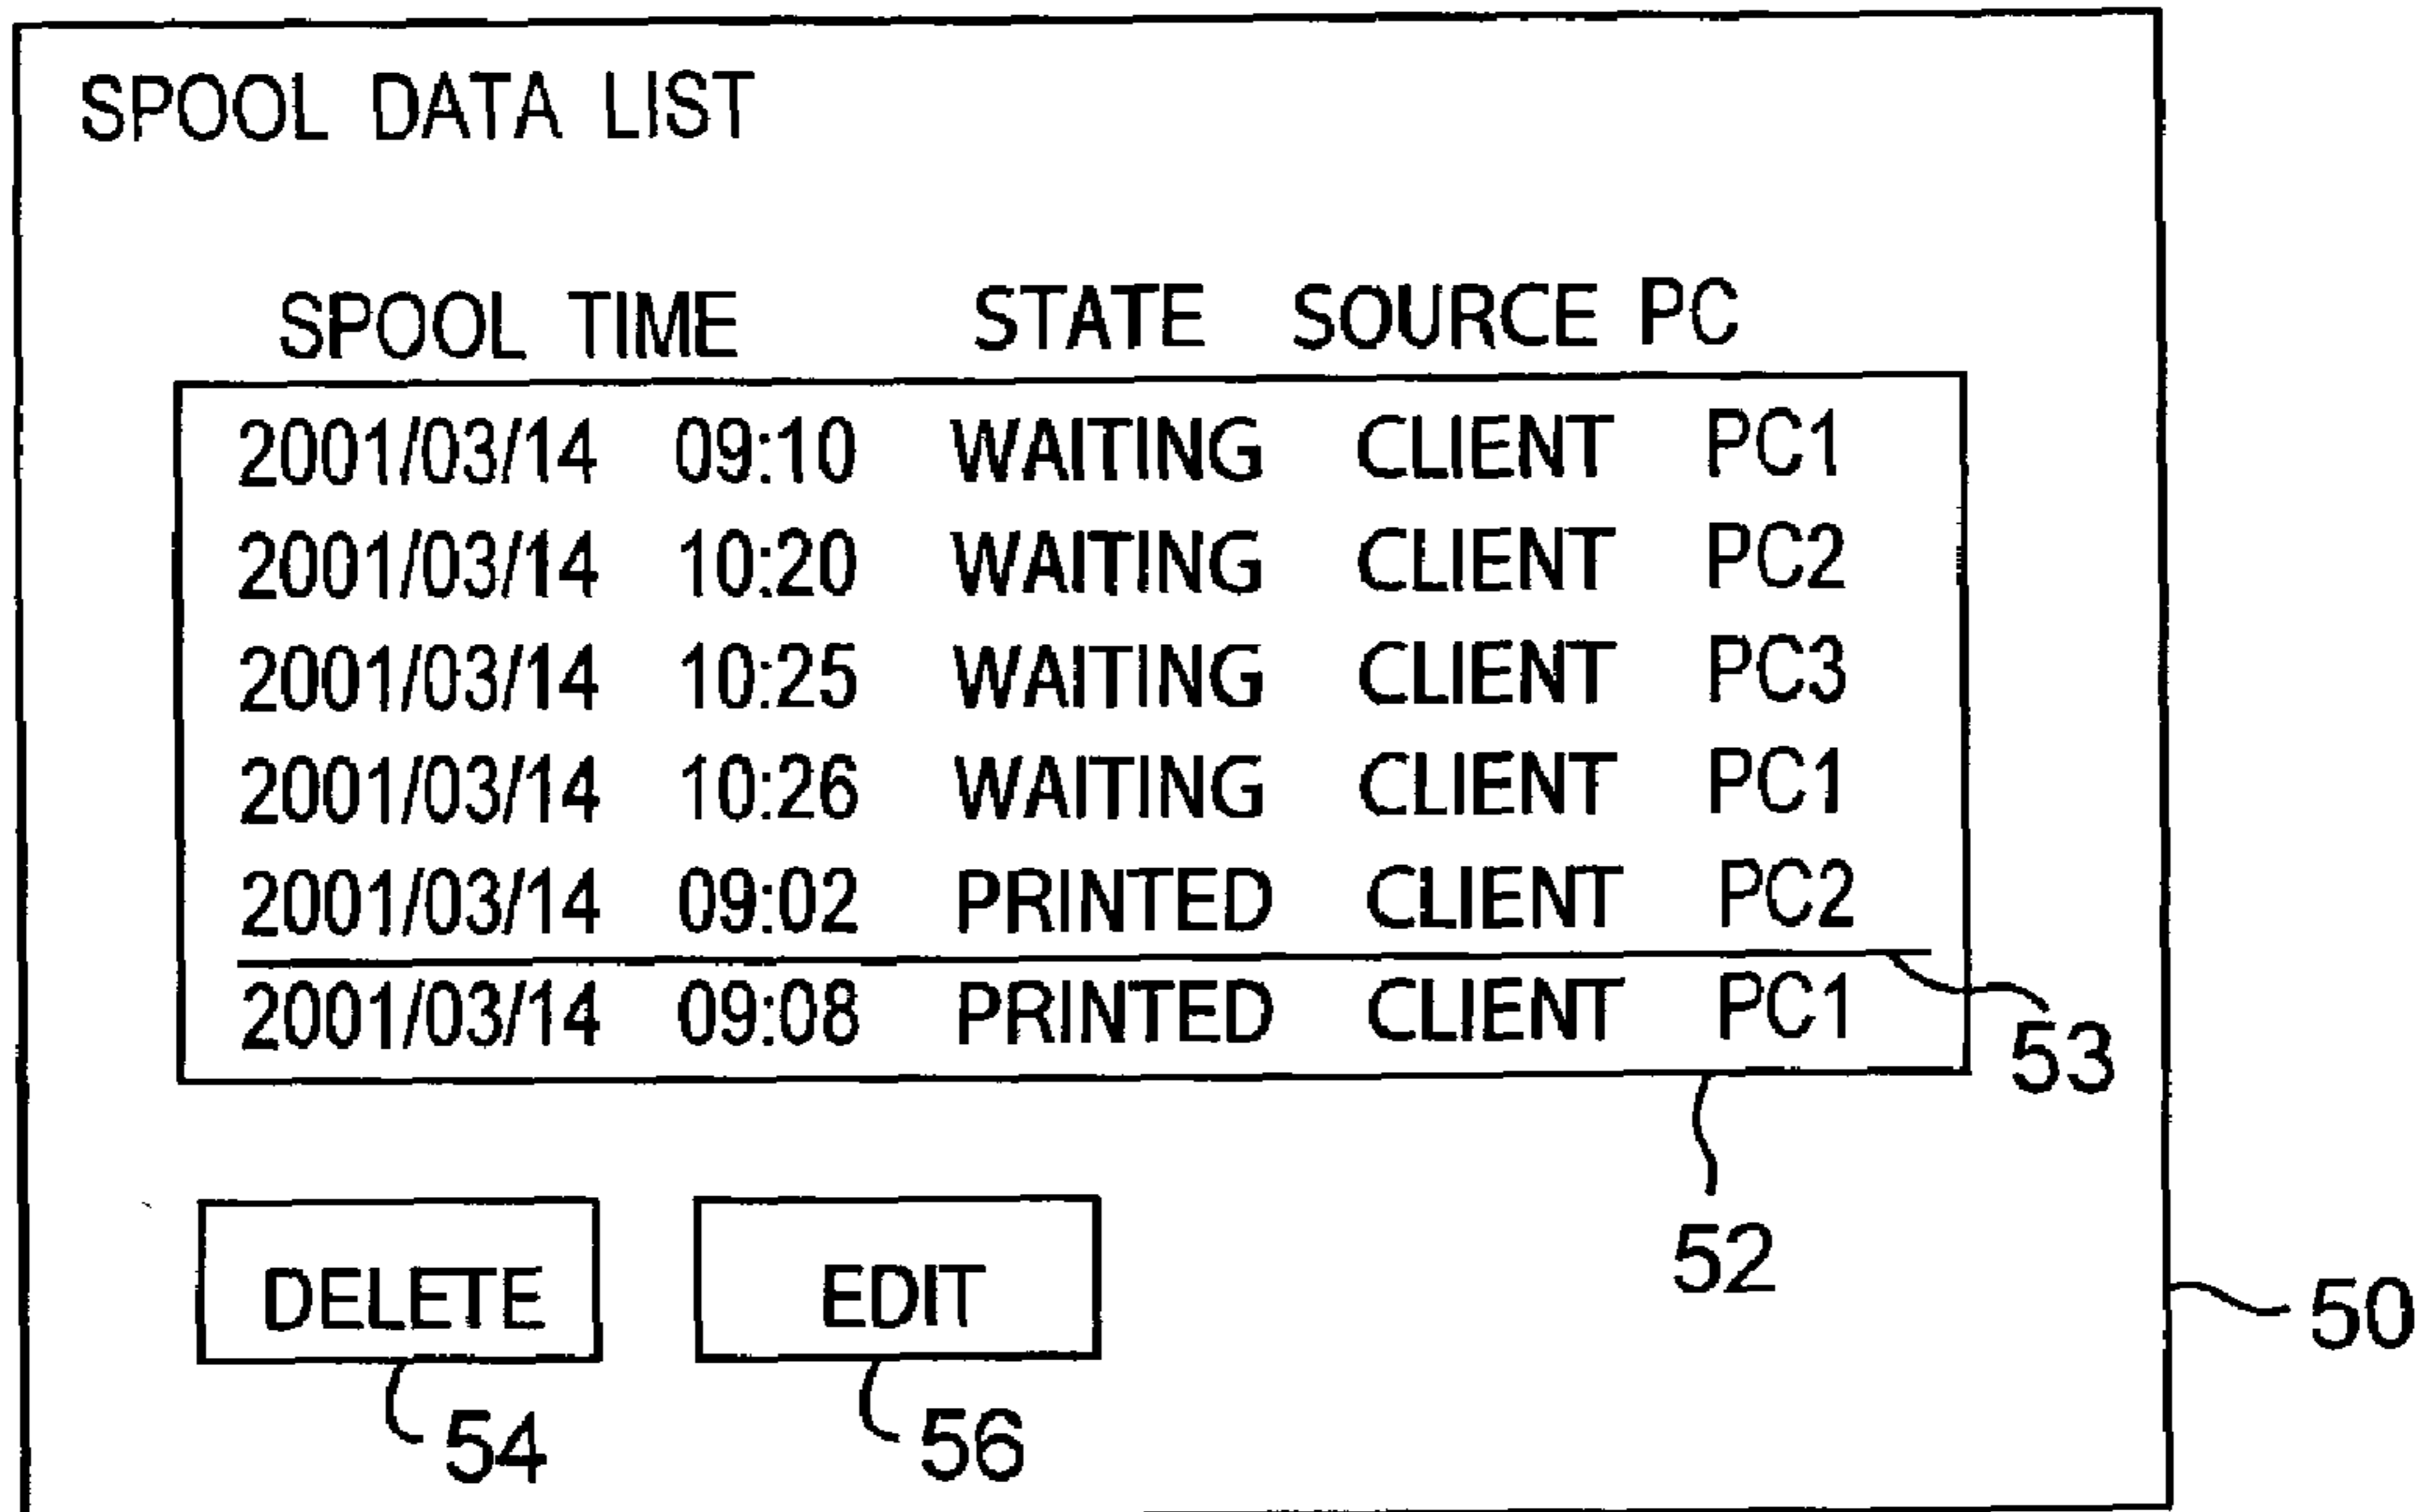 SPOOL DATA LIST
SPOOL TIME STATE SOURCE PC
2001/03/14 09:10 WAITING CLIENT PC1
2001/03/14 10:20 WAITING CLIENT PC2
2001/03/14 10:25 WAITING CLIENT PC3
2001/03/14 10:26 WAITING CLIENT PC1
2001/03/14 09:02 PRINTED CLIENT PC2
2001/03/14 09:08 PRINTED CLIENT PC1
53
52
DELETE EDIT
50
54 56